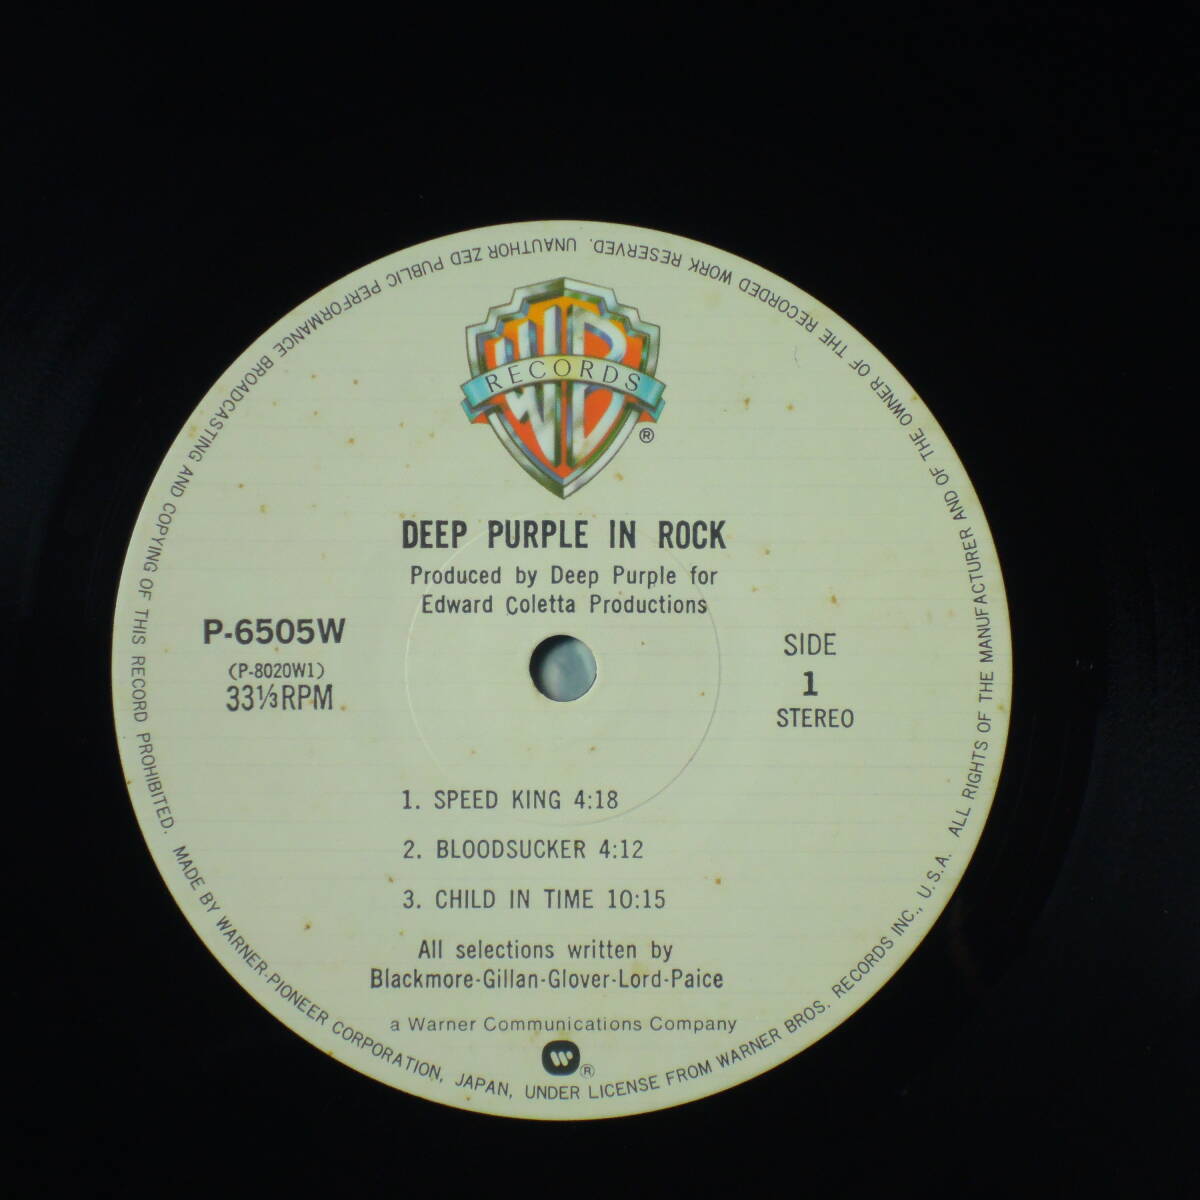 WB
RECORDS
®
DEEP PURPLE IN ROCK
Produced by Deep Purple for
Edward Coletta Productions
P-6505W
(P-8020W1)
33⅓RPM
SIDE
1
STEREO
1. SPEED KING 4:18
2. BLOODSUCKER 4:12
3. CHILD IN TIME 10:15
All selections written by
Blackmore-Gillan-Glover-Lord-Paice
a Warner Communications Company
W®
MADE BY WARNER-PIONEER CORPORATION, JAPAN, UNDER LICENSE FROM WARNER BROS. RECORDS INC., U.S.A. ALL RIGHTS OF THE MANUFACTURER AND OF THE OWNER OF THE RECORDED WORK RESERVED. UNAUTHOR ZED PUBLIC PERFORMANCE BROADCASTING AND COPYING OF THIS RECORD PROHIBITED.